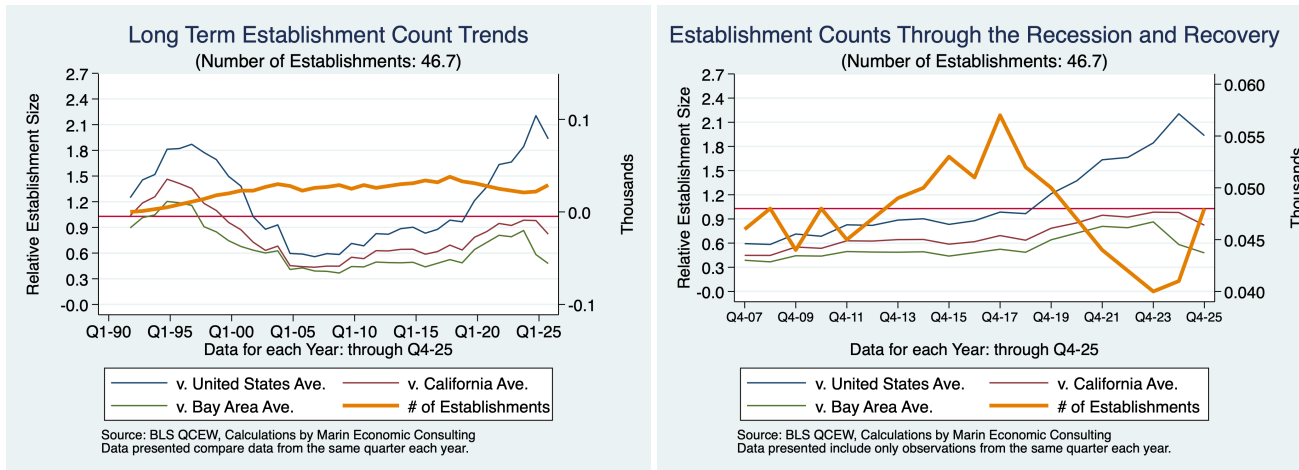 Long Term Establishment Count Trends
(Number of Establishments: 46.7)
Relative Establishment Size
2.7
2.4
2.1
1.8
1.5
1.2
0.9
0.6
0.3
-0.0
0.1
0.0
-0.1
Thousands
Q1-90 Q1-95 Q1-00 Q1-05 Q1-10 Q1-15 Q1-20 Q1-25
Data for each Year: through Q4-25
v. United States Ave. v. California Ave.
v. Bay Area Ave. # of Establishments
Source: BLS QCEW, Calculations by Marin Economic Consulting
Data presented compare data from the same quarter each year.
Establishment Counts Through the Recession and Recovery
(Number of Establishments: 46.7)
Relative Establishment Size
2.7
2.4
2.1
1.8
1.5
1.2
0.9
0.6
0.3
-0.0
0.060
0.055
0.050
0.045
0.040
Thousands
Q4-07 Q4-09 Q4-11 Q4-13 Q4-15 Q4-17 Q4-19 Q4-21 Q4-23 Q4-25
Data for each Year: through Q4-25
v. United States Ave. v. California Ave.
v. Bay Area Ave. # of Establishments
Source: BLS QCEW, Calculations by Marin Economic Consulting
Data presented include only observations from the same quarter each year.